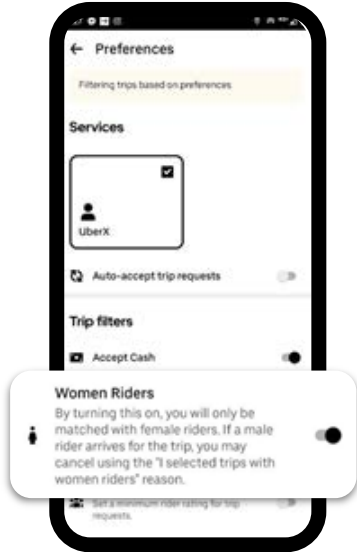 ← Preferences
Filtering trips based on preferences
Services
UberX
Auto-accept trip requests
Trip filters
Accept Cash
Women Riders
By turning this on, you will only be
matched with female riders. If a male
rider arrives for the trip, you may
cancel using the "I selected trips with
women riders" reason.
Set a minimum rider rating for trip
requests.